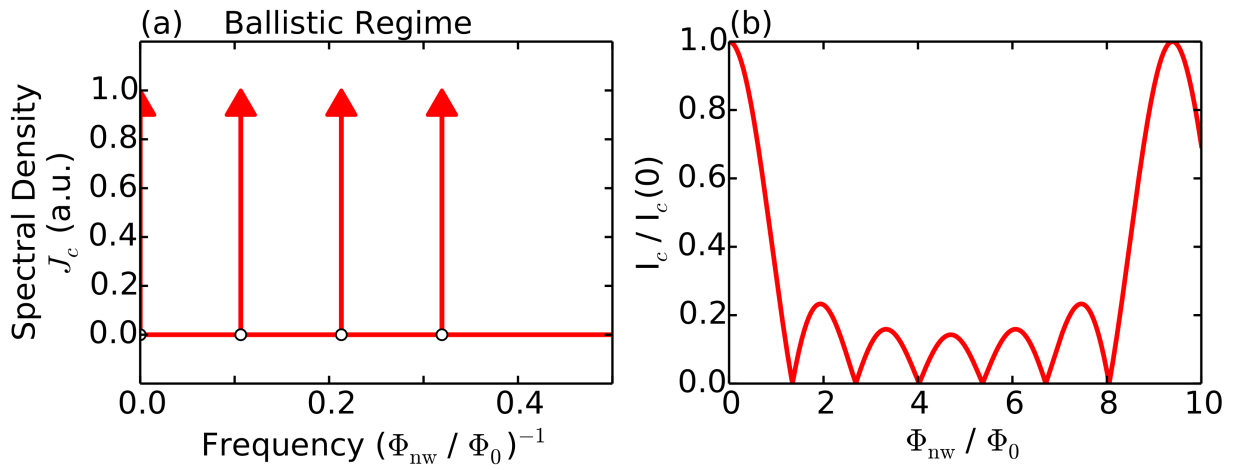 (a) Ballistic Regime
Spectral Density
J_c (a.u.)
1.0
0.8
0.6
0.4
0.2
0.0
0.0 0.2 0.4
Frequency (Φ_nw / Φ_0)^−1
(b)
I_c / I_c(0)
1.0
0.8
0.6
0.4
0.2
0.0
0 2 4 6 8 10
Φ_nw / Φ_0